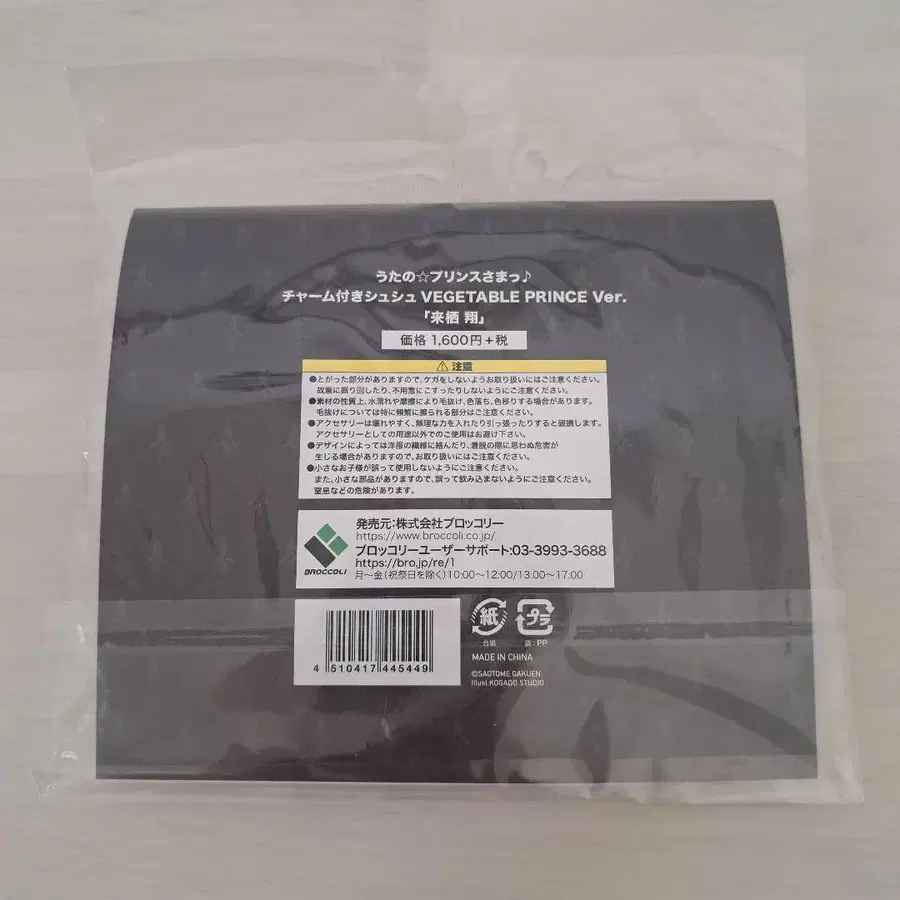 うたの☆プリンスさまっ♪
チャーム付きシュシュ VEGETABLE PRINCE Ver.
「来栖 翔」
価格 1,600円+税
⚠ 注意
●とがった部分がありますので、ケガをしないようお取り扱いにはご注意ください。
故意に振り回したり、不用意にこすったりしないようにご注意ください。
●素材の性質上、水濡れや摩擦により毛抜け、色落ち、色移りする場合があります。
毛抜けについては特に頻繁に擦られる部分はご注意ください。
●アクセサリーは壊れやすく、無理な力を入れたり引っ張ったりすると破損します。
アクセサリーとしての用途以外でのご使用はお避け下さい。
●デザインによっては洋服の繊維に絡んだり、着脱の際に思わぬ危害が
生じる場合がありますので、お取り扱いにはご注意ください。
●小さなお子様が誤って使用しないようにご注意ください。
また、小さな部品がありますので、誤って飲み込まないようにご注意ください。
窒息などの危険があります。
発売元:株式会社ブロッコリー
https://www.broccoli.co.jp/
ブロッコリーユーザーサポート:03-3993-3688
https://bro.jp/re/1
月~金(祝祭日を除く)10:00~12:00/13:00~17:00
BROCCOLI
4 510417 445449
紙 プラ
台紙 袋:PP
MADE IN CHINA
©SAOTOME GAKUEN
Illust.KOGADO STUDIO